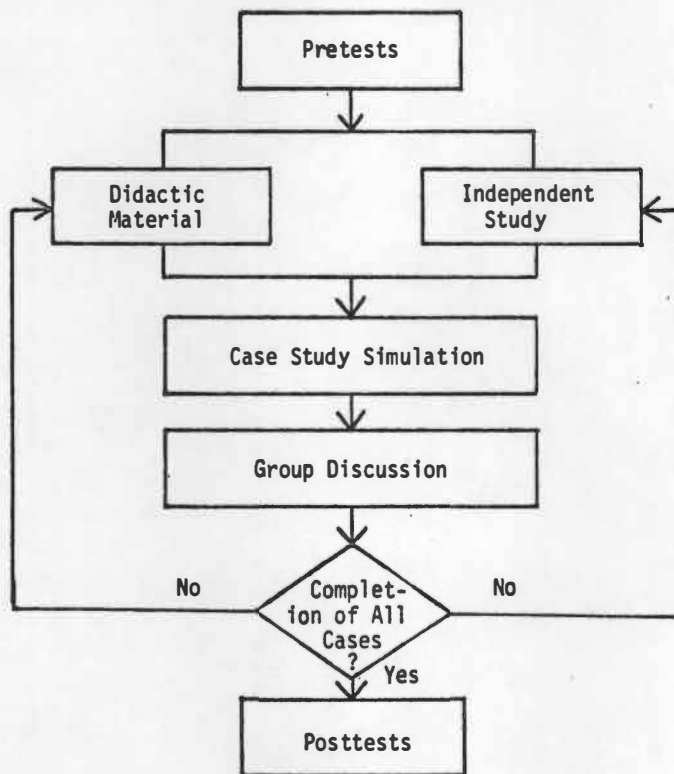 Pretests
Didactic
Material
Independent
Study
Case Study Simulation
Group Discussion
No
Complet-
ion of All
Cases
?
No
Yes
Posttests